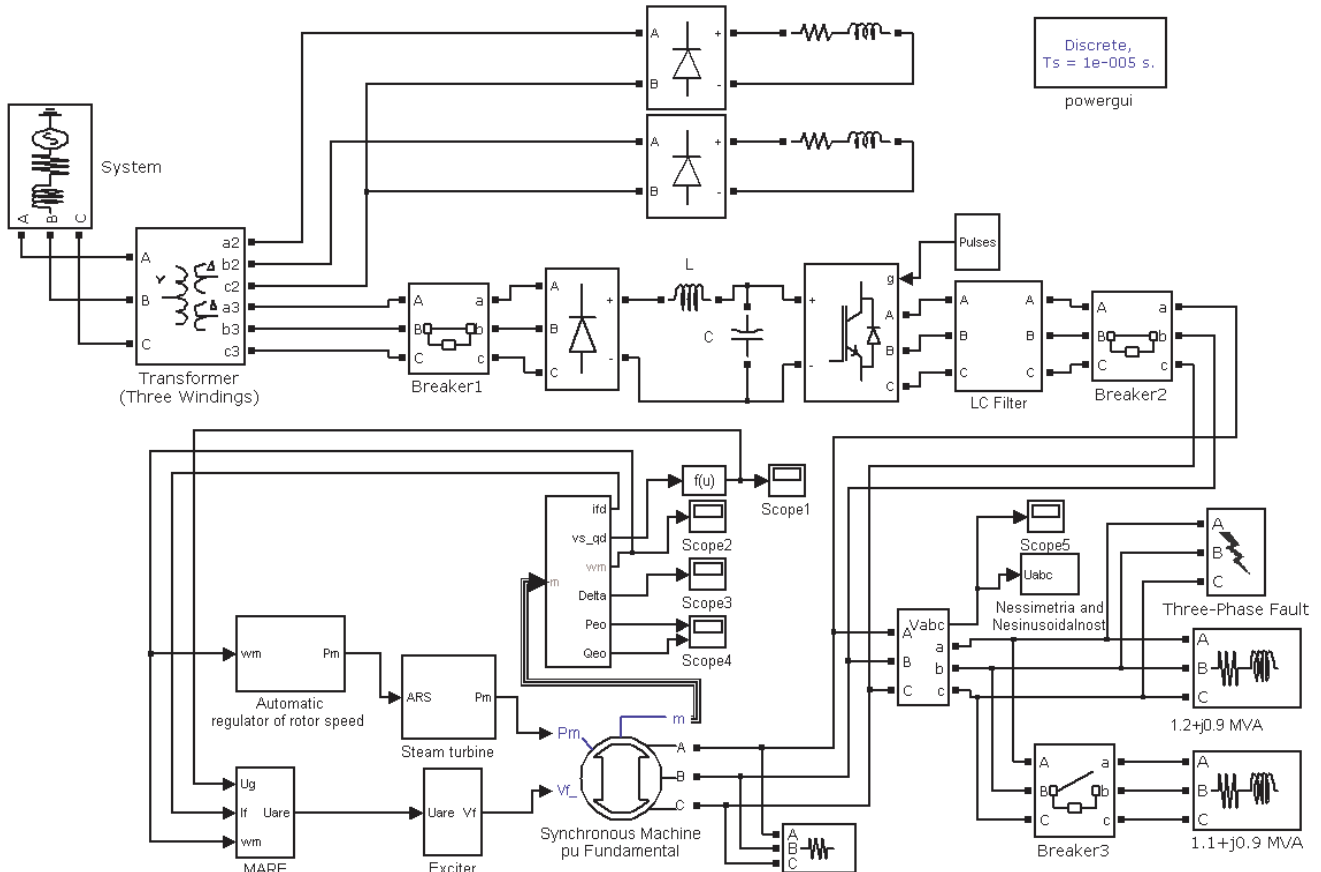 A
+
B
-
Discrete,
Ts = 1e-005 s.
powergui
A
+
B
-
System
A
B
C
A
B
C
Y
Δ
Δ
a2
b2
c2
a3
b3
c3
Transformer
(Three Windings)
A
B
C
a
b
c
Breaker1
A
B
C
+
-
L
C
Pulses
+
-
g
A
B
C
A
B
C
A
B
C
LC Filter
A
B
C
a
b
c
Breaker2
f(u)
Scope1
m
ifd
vs_qd
wm
Delta
Peo
Qeo
Scope2
Scope3
Scope4
Scope5
Uabc
Nessimetria and
Nesinusoidalnost
A
B
C
Three-Phase Fault
A
B
C
Vabc
a
b
c
A
B
C
1.2+j0.9 MVA
wm
Pm
Automatic
regulator of rotor speed
ARS
Pm
Steam turbine
Pm
Vf_
m
A
B
C
Synchronous Machine
pu Fundamental
Ug
If
wm
Uare
MARE
Uare
Vf
Exciter
A
B
C
A
B
C
a
b
c
Breaker3
A
B
C
1.1+j0.9 MVA